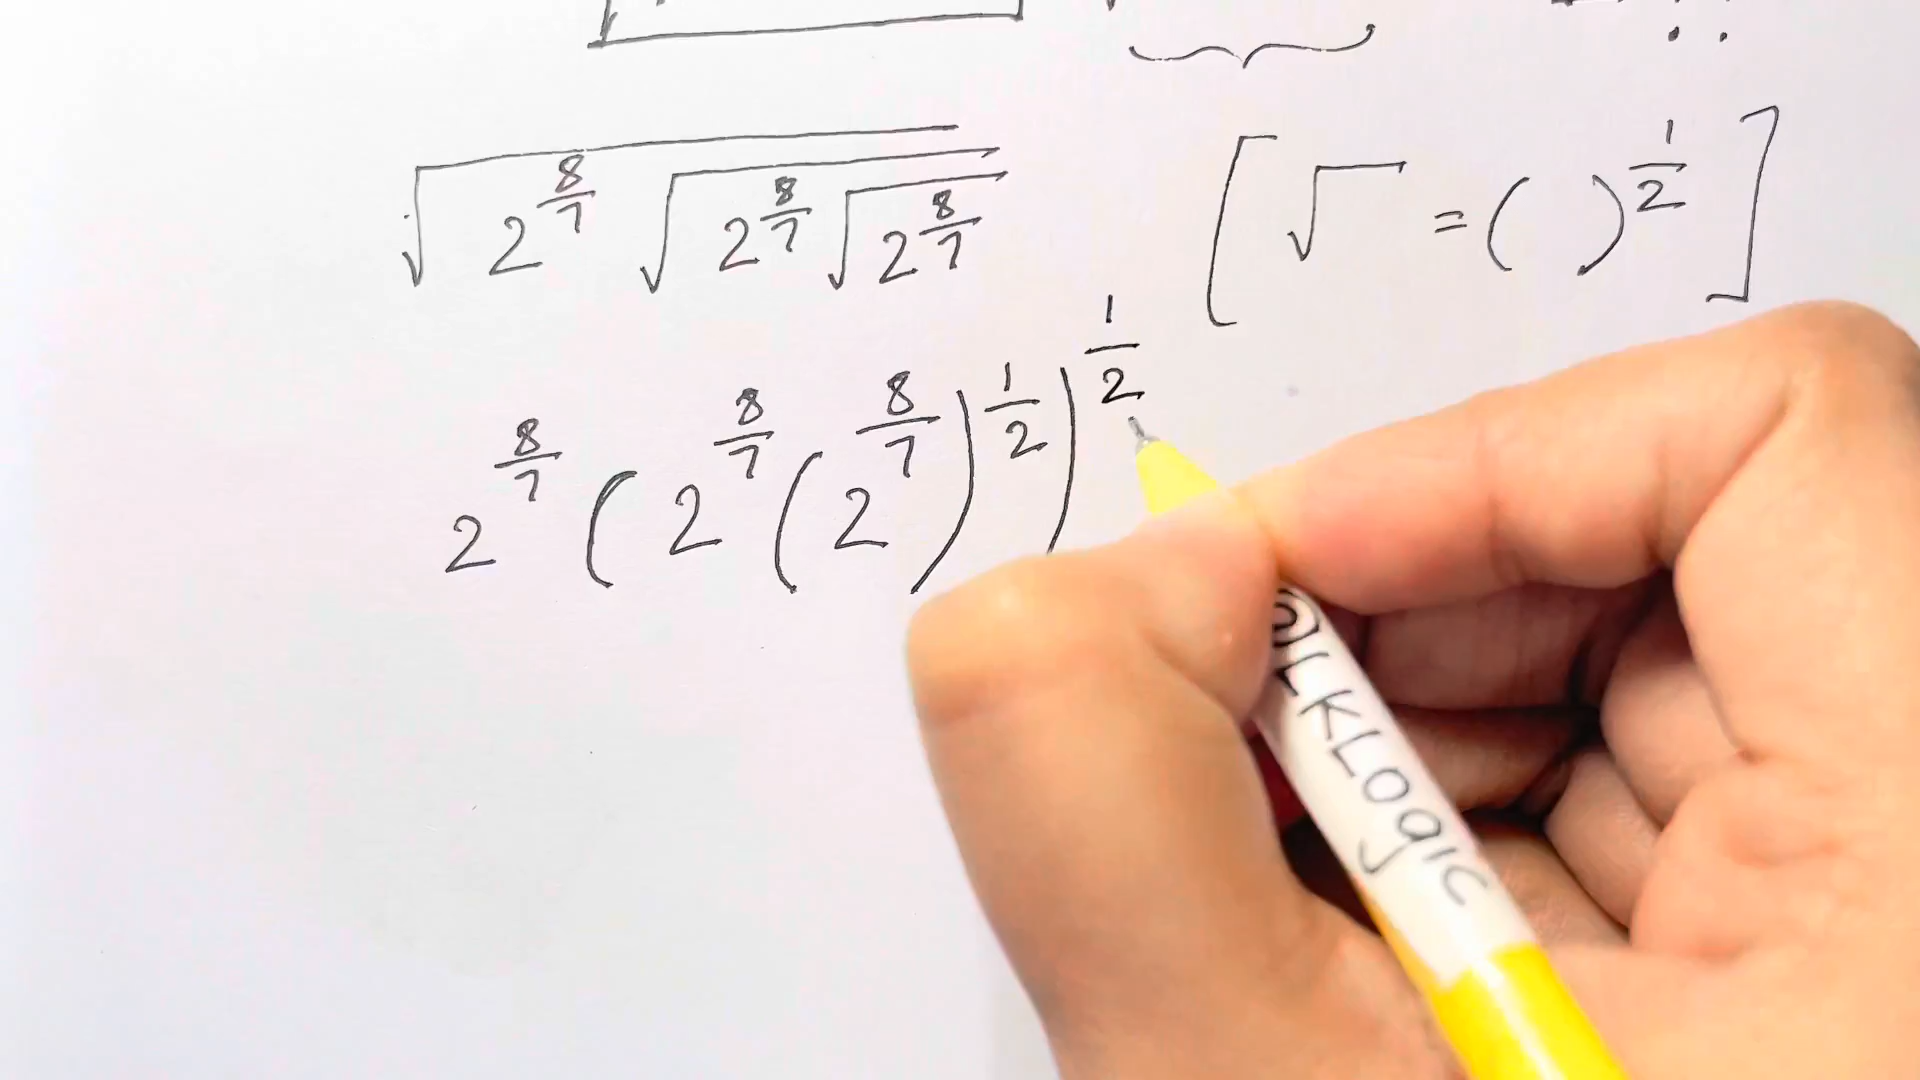 √(2^(8/7) √(2^(8/7) √(2^(8/7)))) [√ = ( )^(1/2)]
2^(8/7) (2^(8/7) (2^(8/7))^(1/2))^(1/2)
@LKLogic